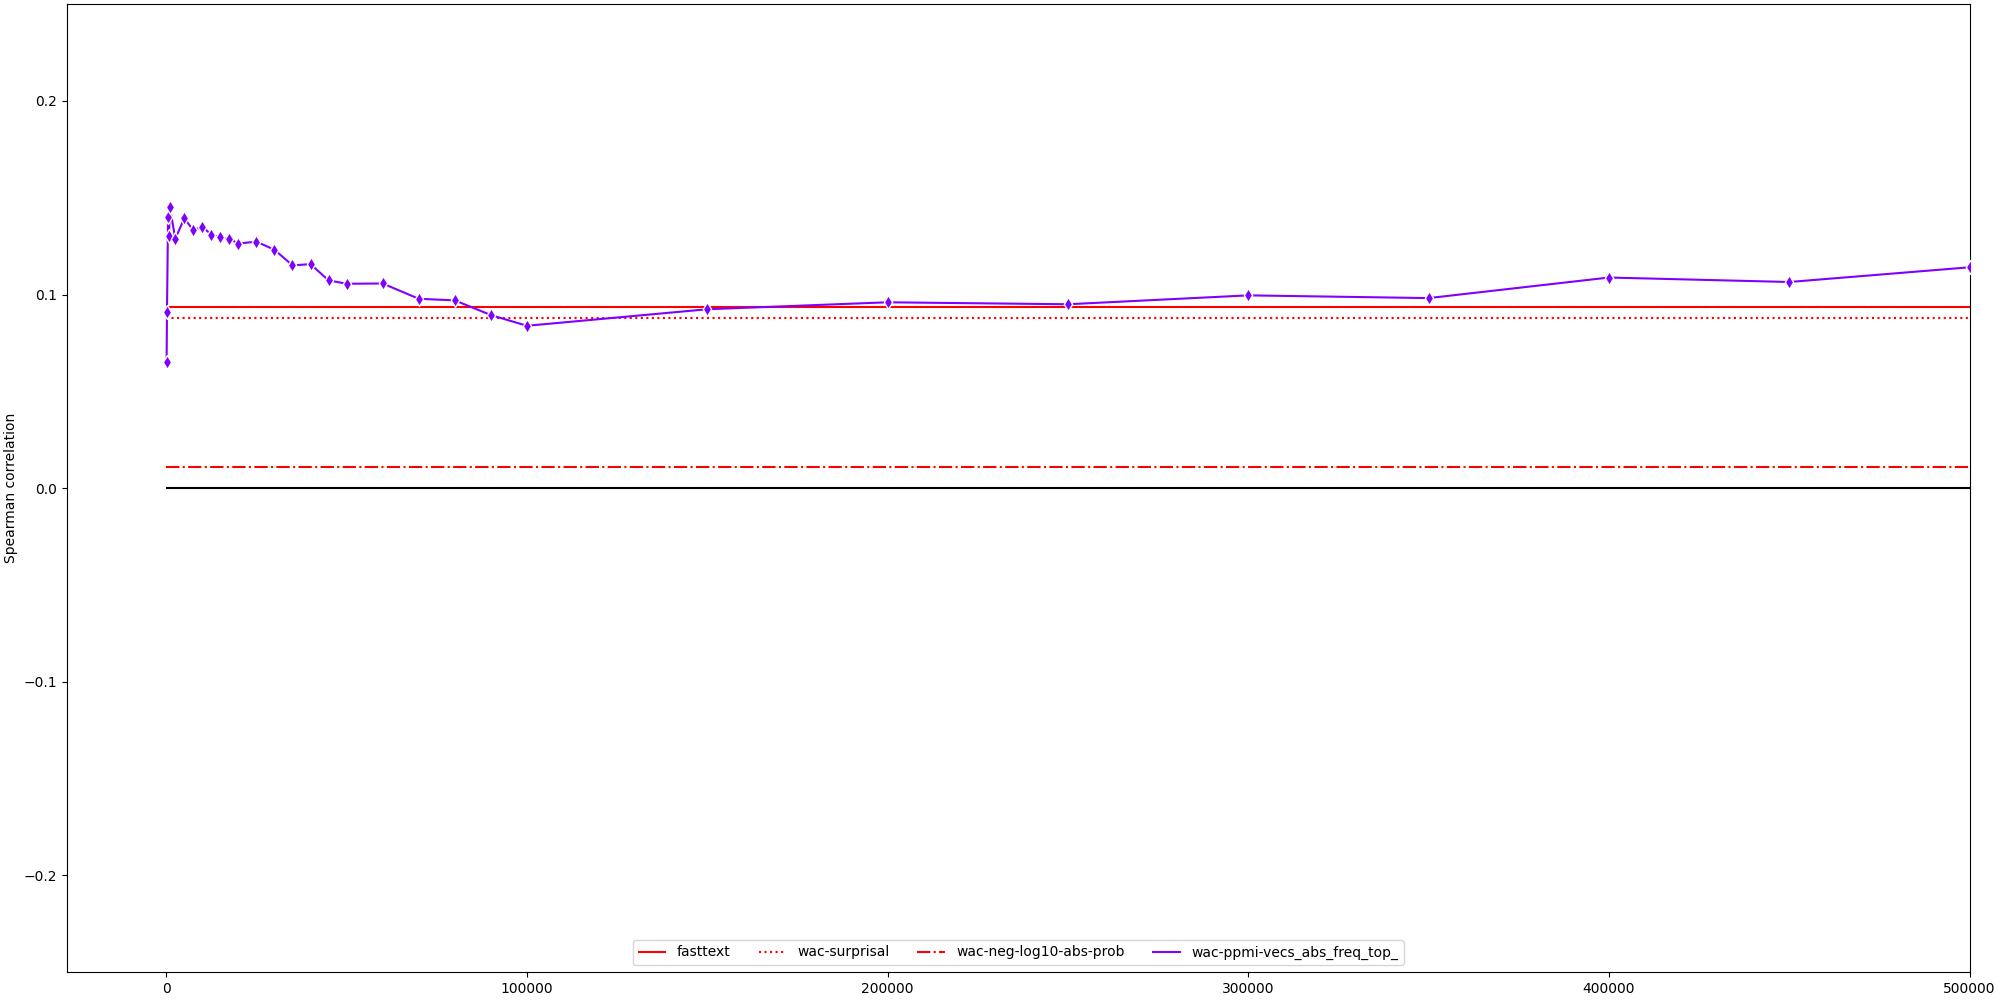 0.2
0.1
0.0
−0.1
−0.2
Spearman correlation
fasttext wac-surprisal wac-neg-log10-abs-prob wac-ppmi-vecs_abs_freq_top_
0 100000 200000 300000 400000 500000